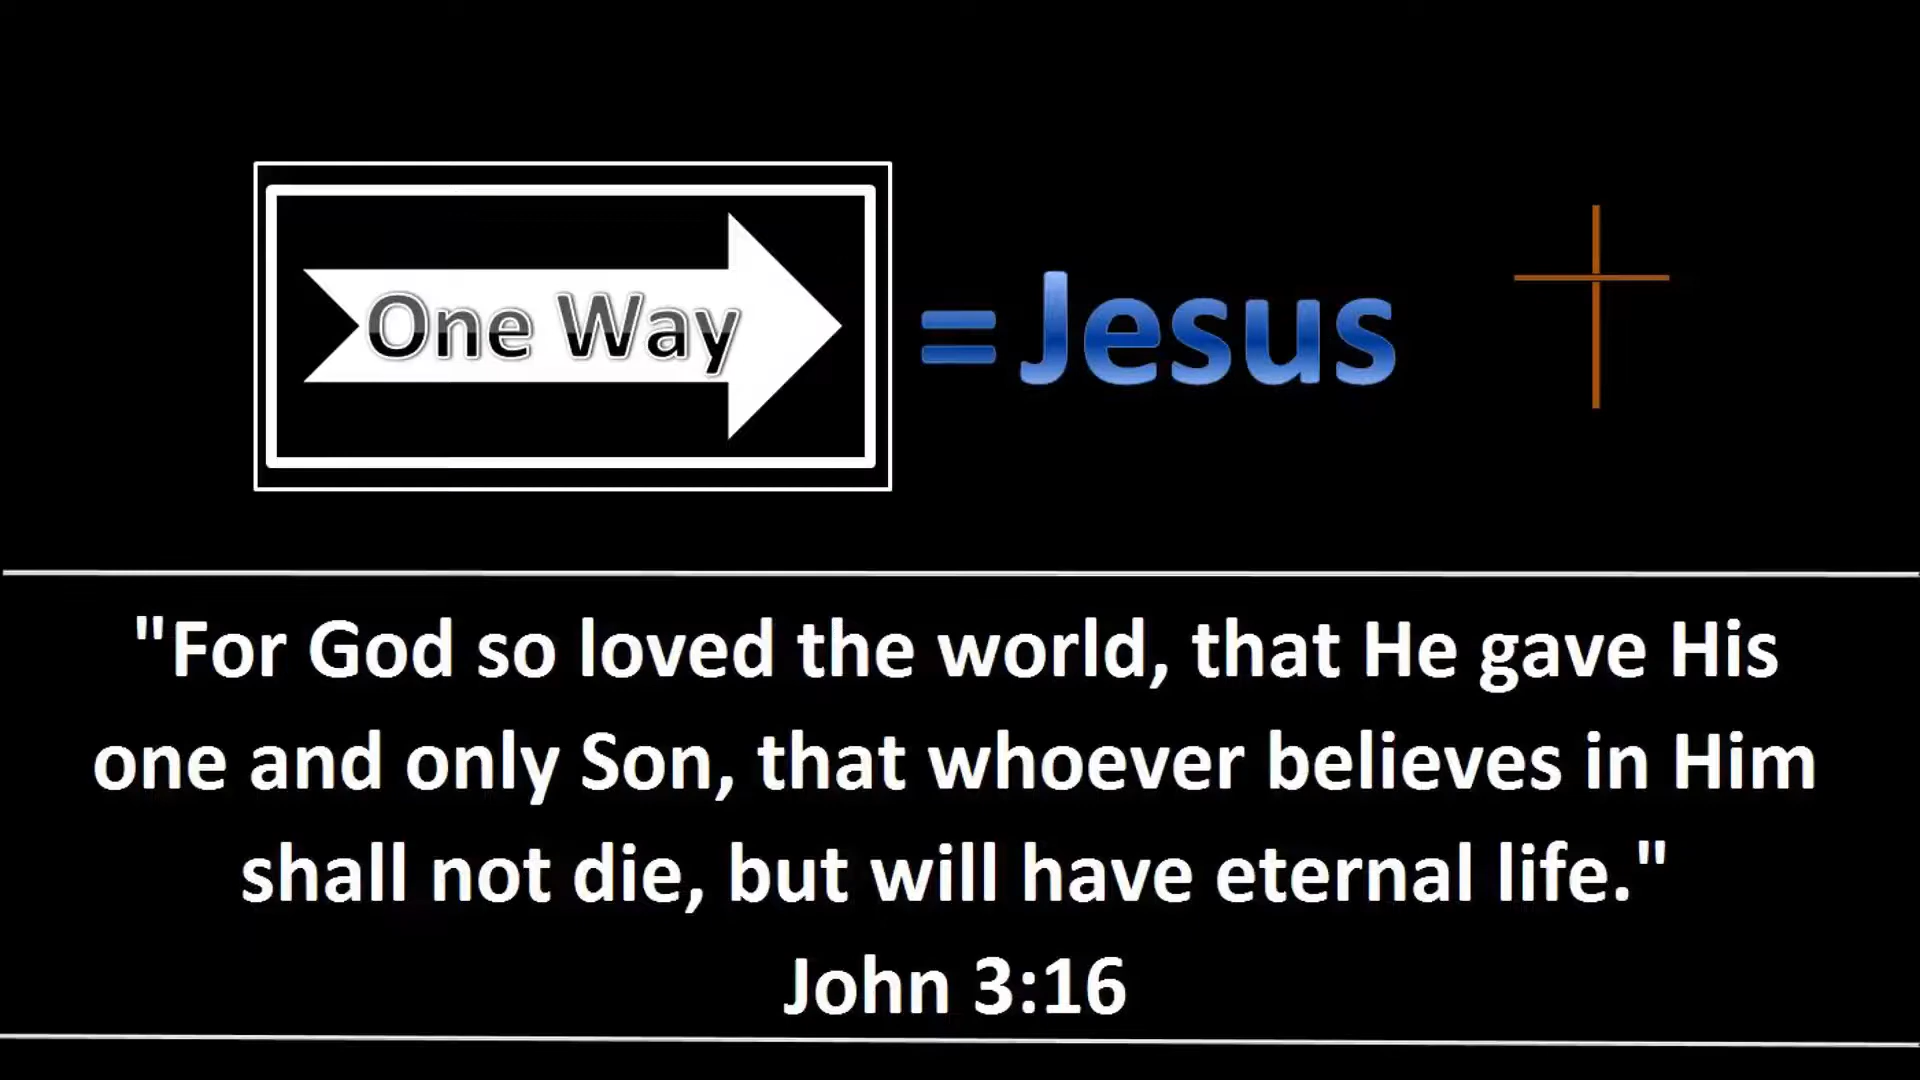 One Way = Jesus
"For God so loved the world, that He gave His
one and only Son, that whoever believes in Him
shall not die, but will have eternal life."
John 3:16